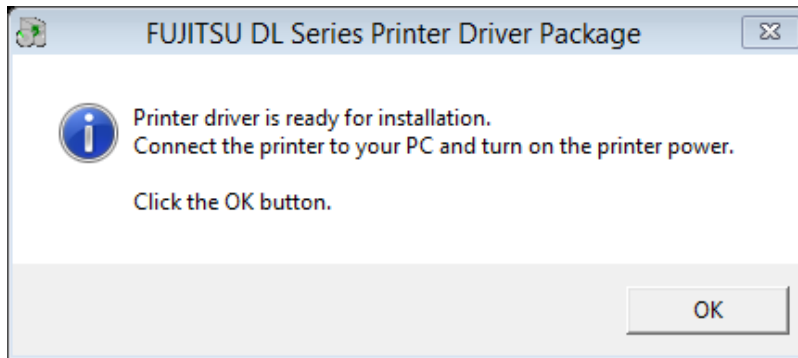 FUJITSU DL Series Printer Driver Package
Printer driver is ready for installation.
Connect the printer to your PC and turn on the printer power.
Click the OK button.
OK